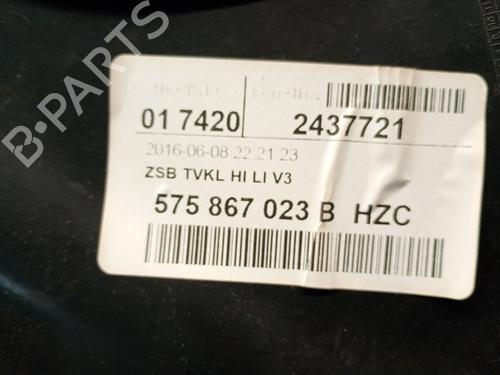 01 7420 2437721
2016-06-08 22:21:23
ZSB TVKL HI LI V3
575 867 023 B HZC
B-PARTS